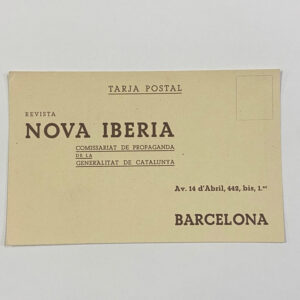 TARJA POSTAL
REVISTA
NOVA IBERIA
COMISSARIAT DE PROPAGANDA
DE LA
GENERALITAT DE CATALUNYA
Av. 14 d'Abril, 442, bis, 1.er
BARCELONA